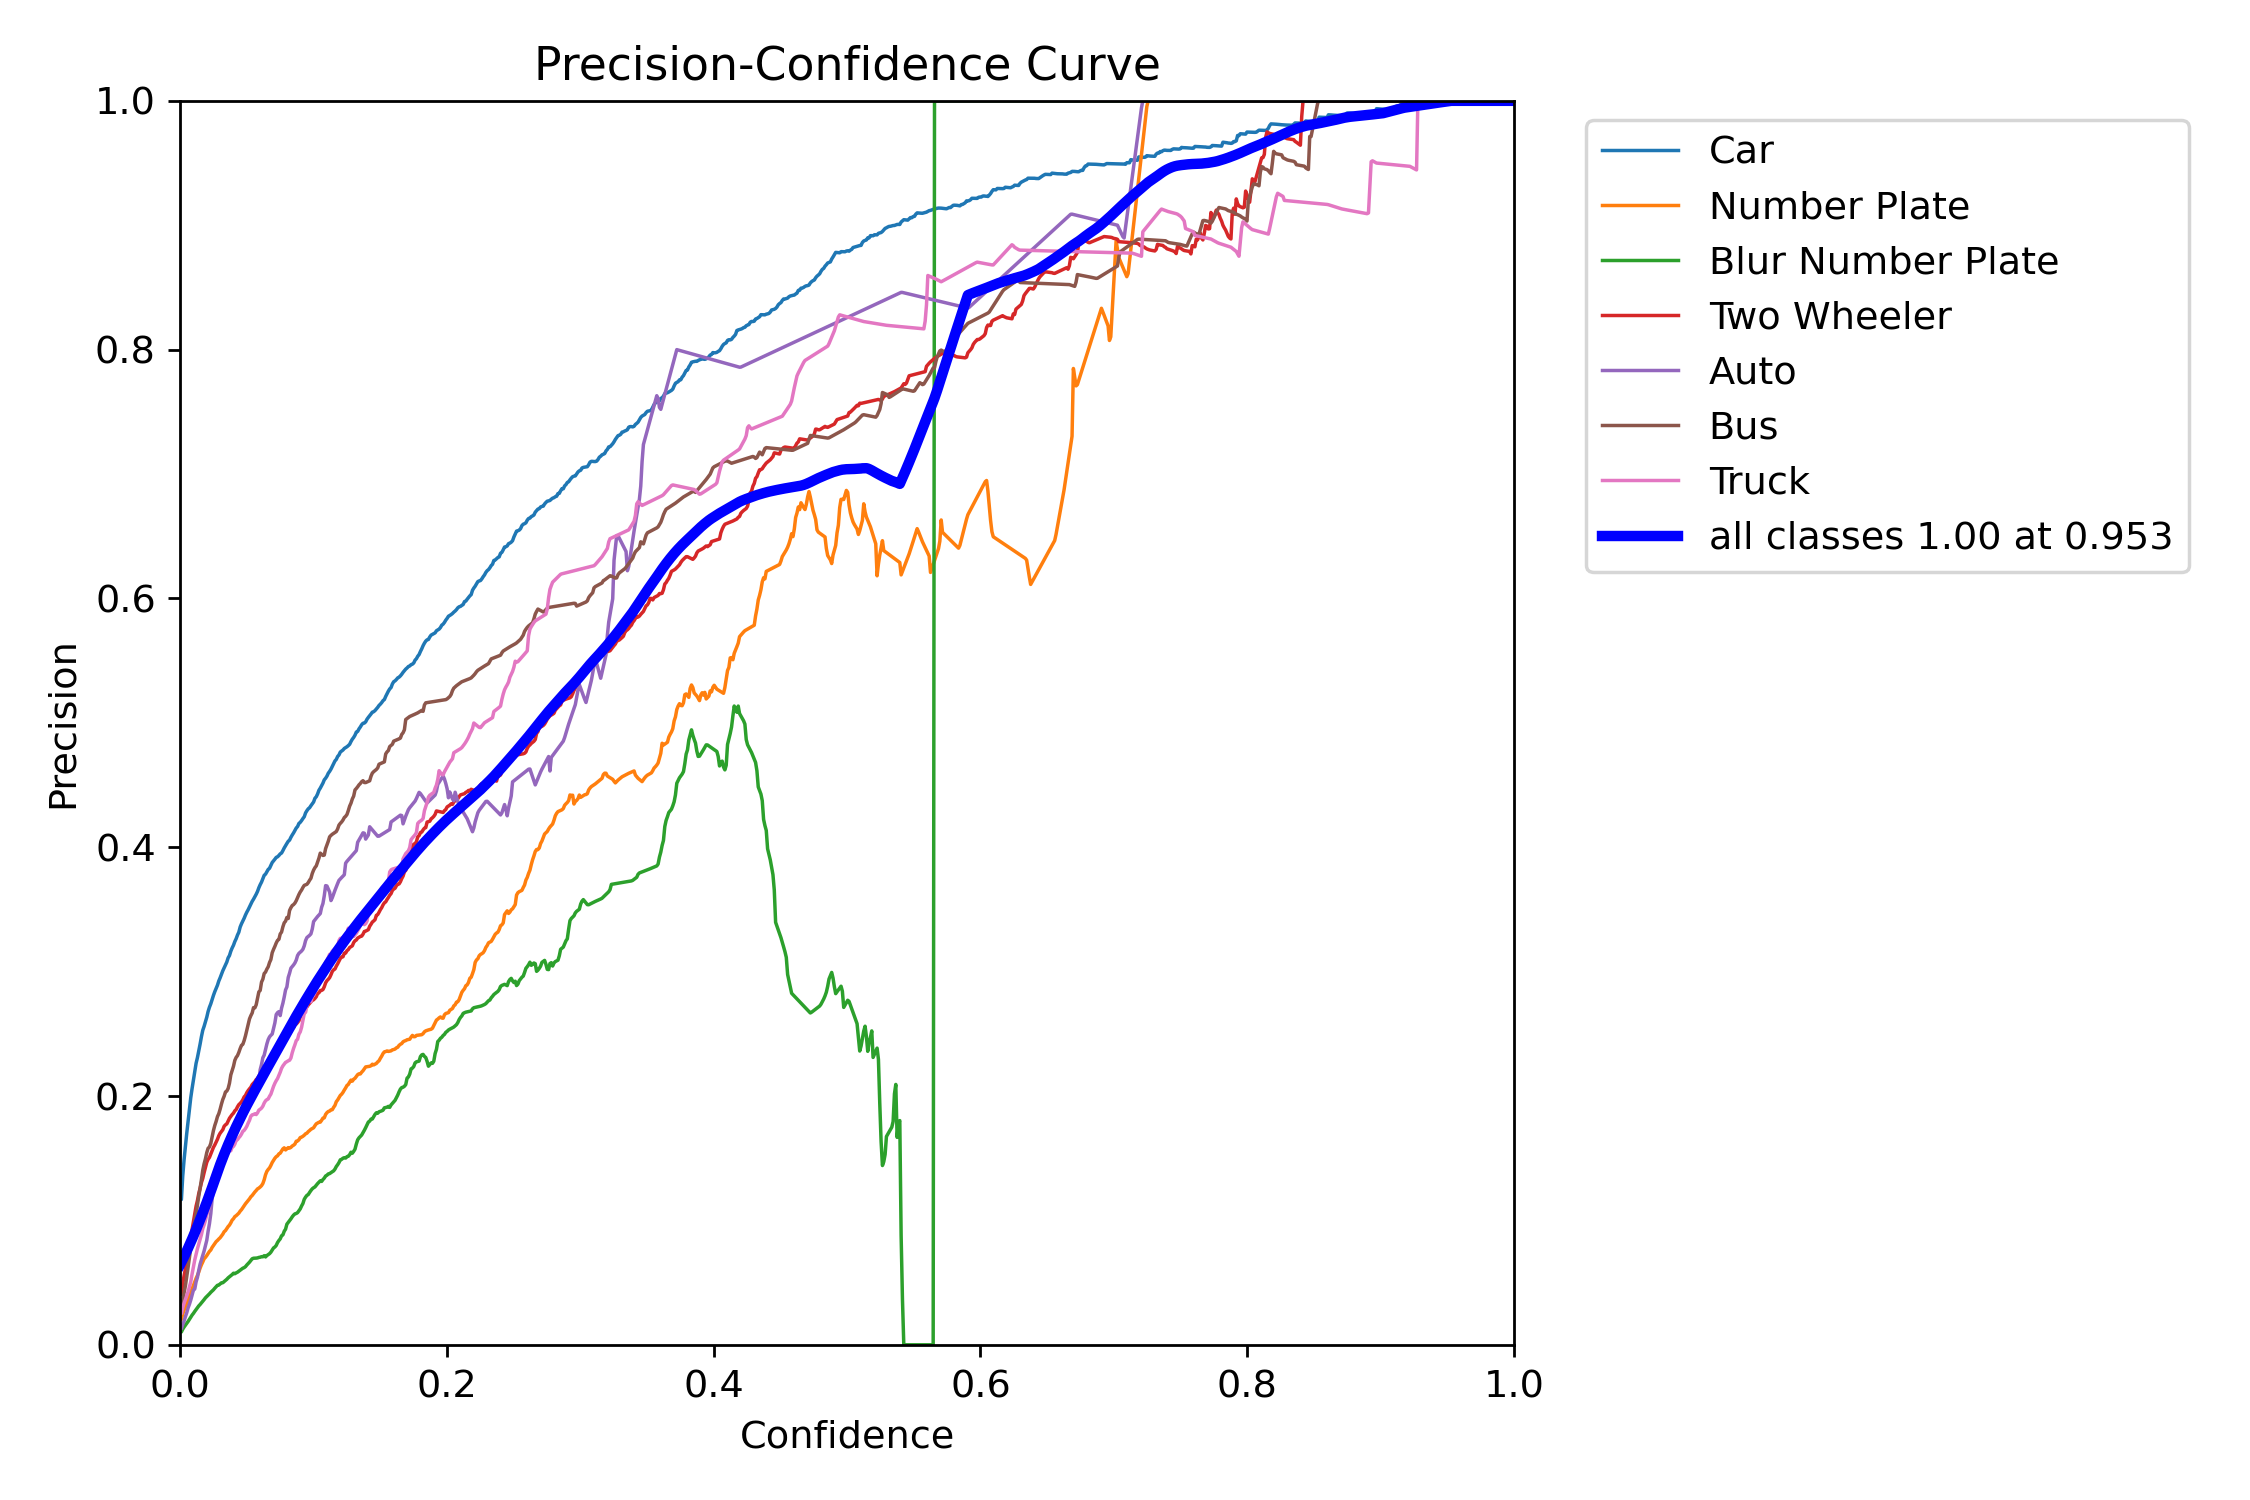 Precision-Confidence Curve
1.0
0.8
0.6
0.4
0.2
0.0
Precision
0.0 0.2 0.4 0.6 0.8 1.0
Confidence
Car
Number Plate
Blur Number Plate
Two Wheeler
Auto
Bus
Truck
all classes 1.00 at 0.953